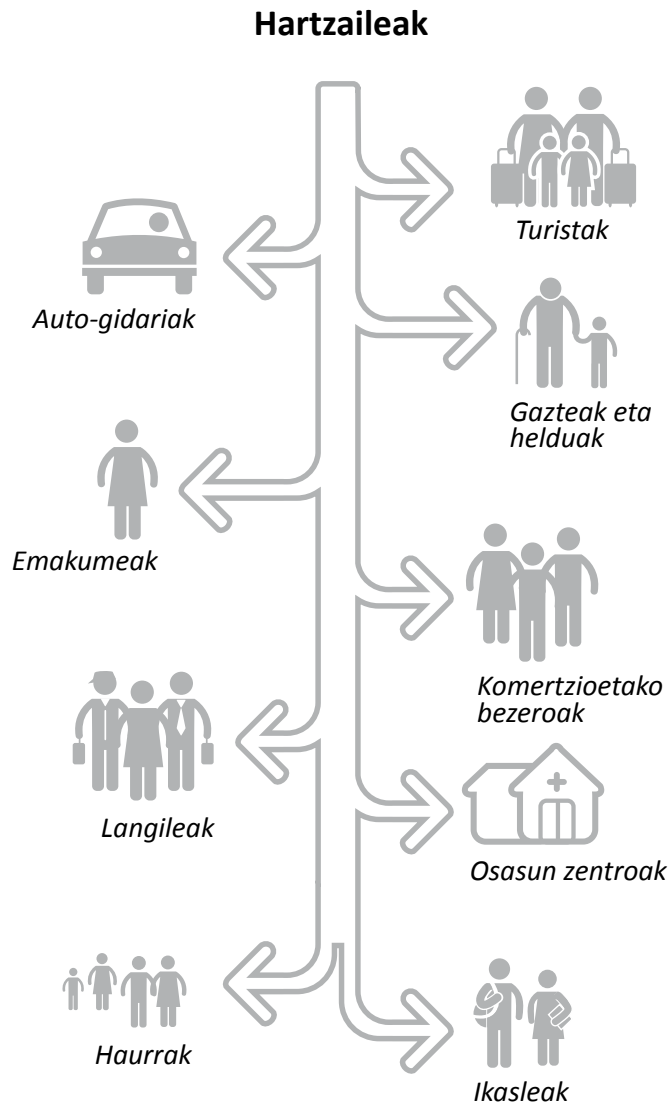 Hartzaileak
Turistak
Auto-gidariak
Gazteak eta
helduak
Emakumeak
Komertzioetako
bezeroak
Langileak
Osasun zentroak
Haurrak
Ikasleak